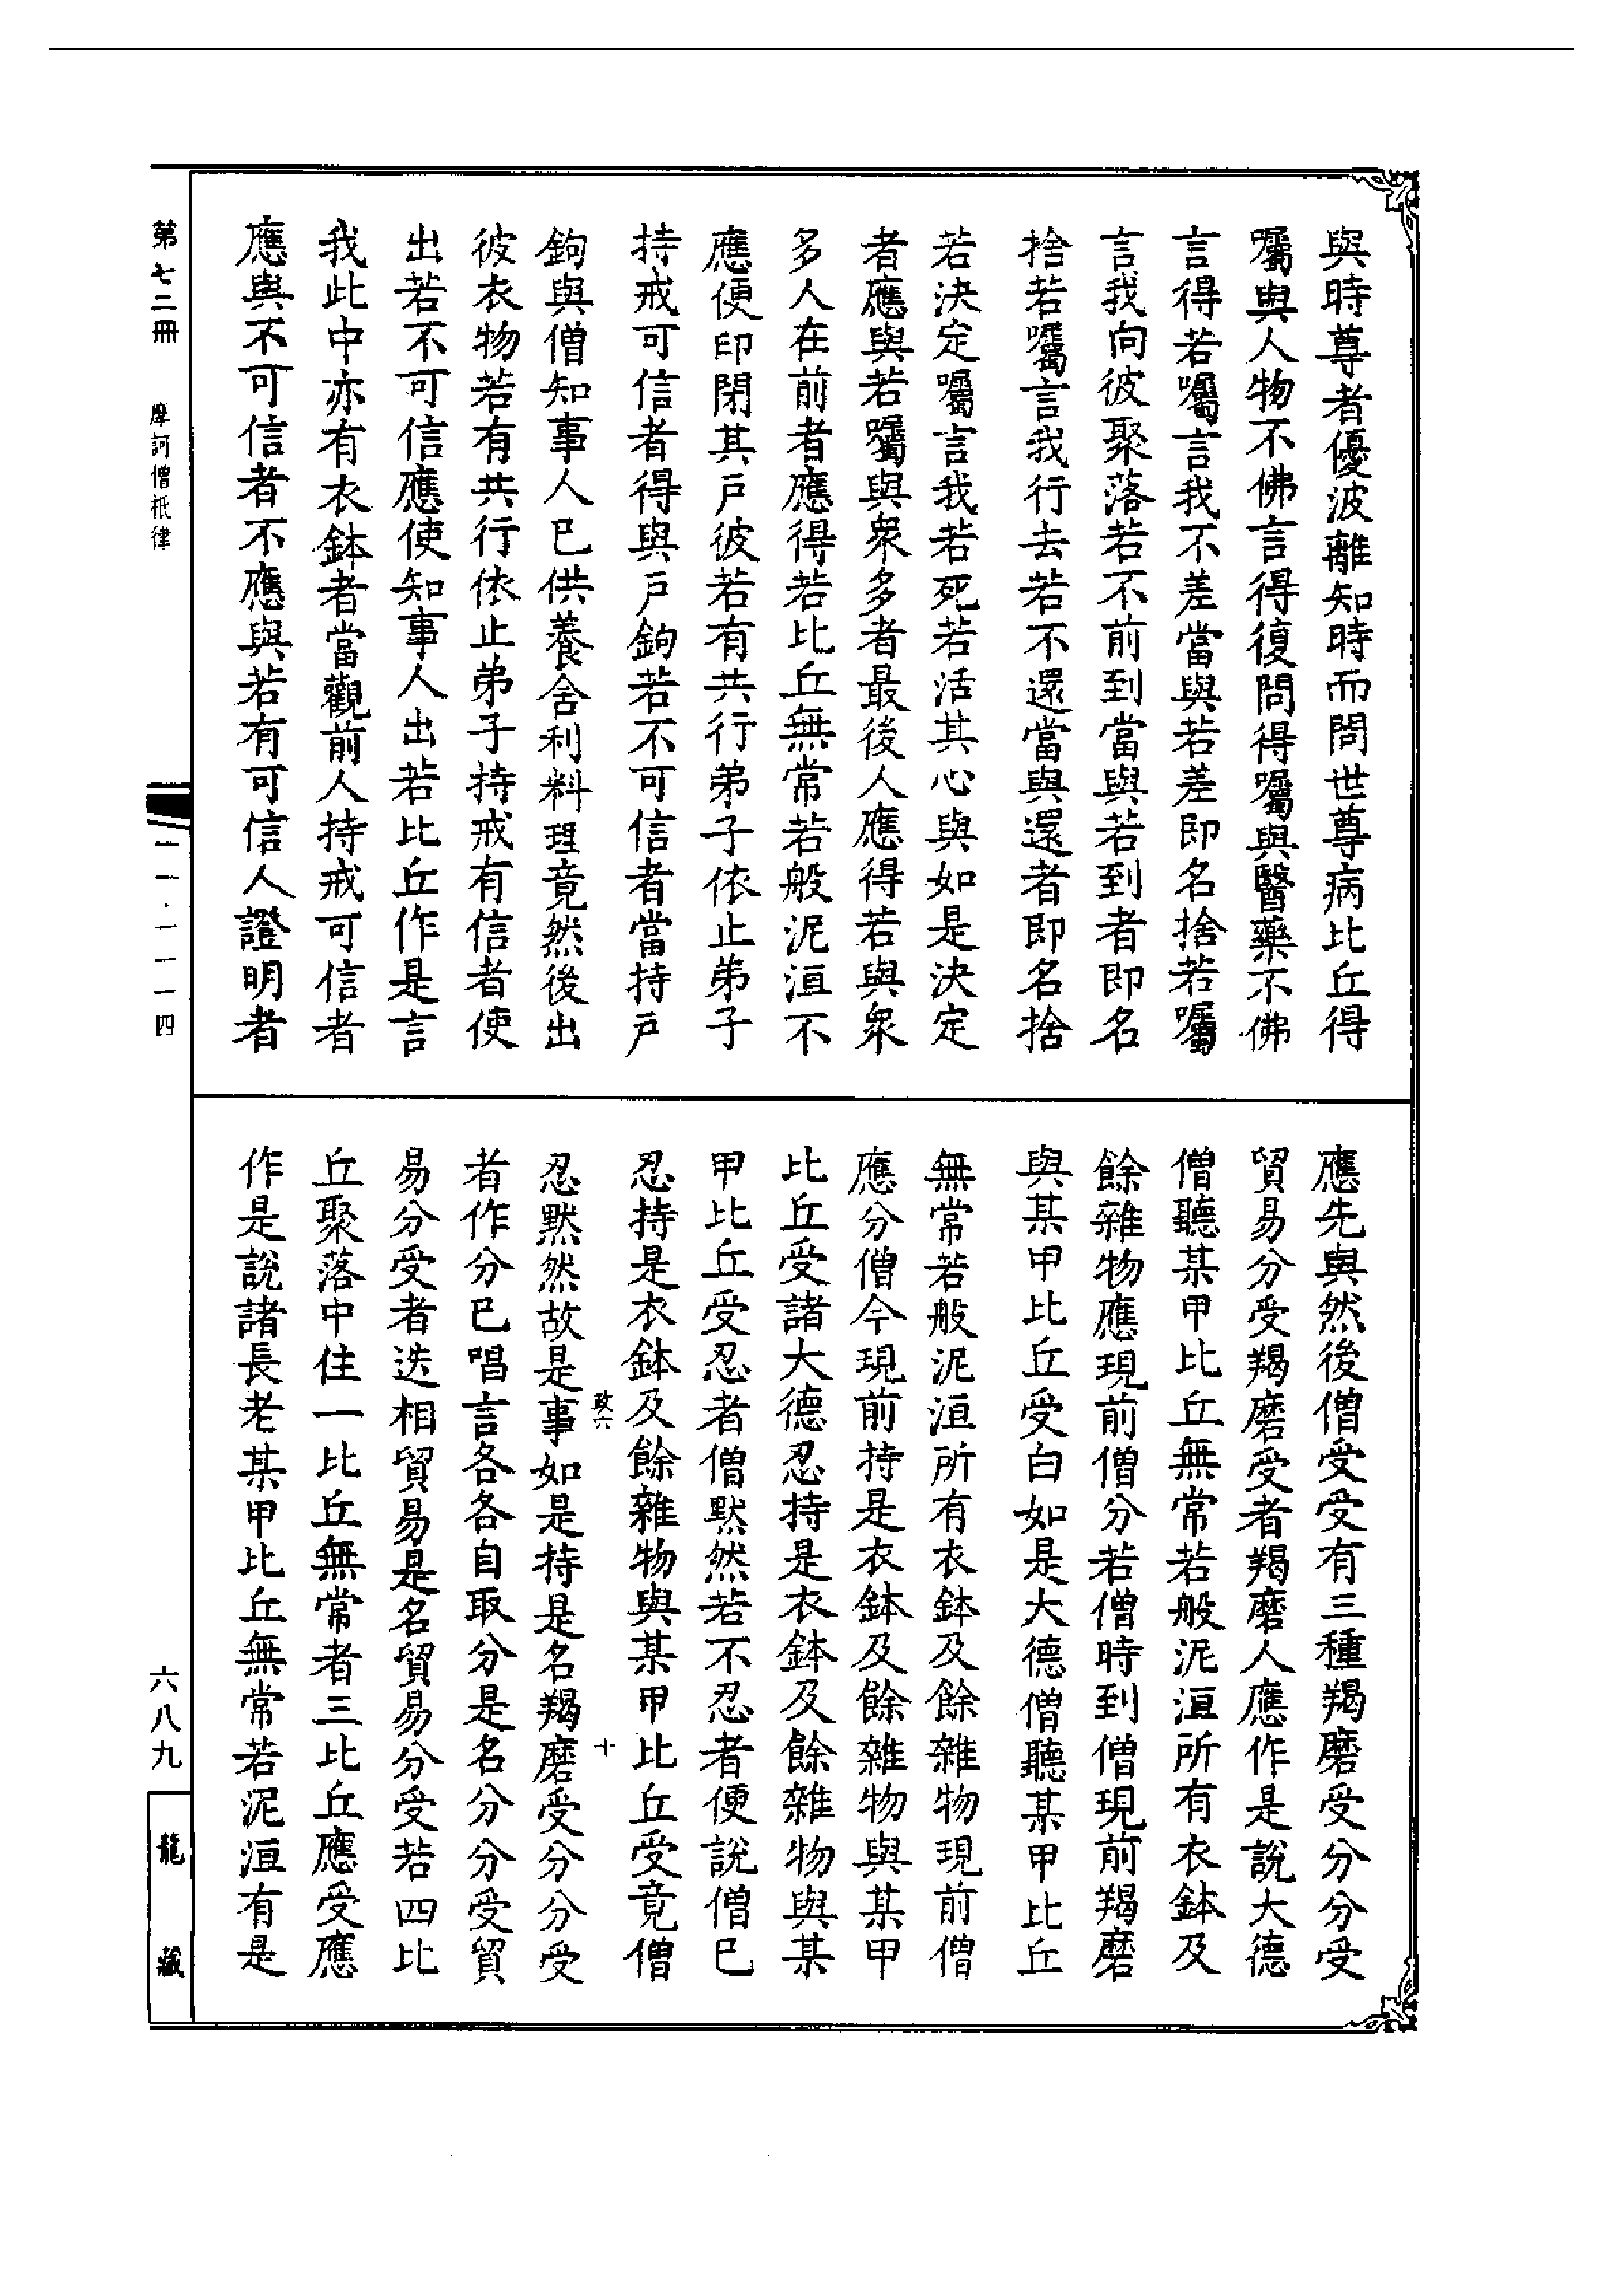 與時尊者優波離知時而問世尊病比丘得
囑與人物不佛言得復問得囑與醫藥不佛
言得若囑言我不差當與若差即名捨若囑
言我向彼聚落若不前到當與若到者即名
捨若囑言我行去若不還當與還者即名捨
若決定囑言我若死若活其心與如是決定
者應與若囑與衆多者最後人應得若與衆
多人在前者應得若比丘無常若般泥洹不
應便印閉其戶彼若有共行弟子依止弟子
持戒可信者得與戶鉤若不可信者當持戶
鉤與僧知事人已供養舍利料理竟然後出
彼衣物若有共行依止弟子持戒有信者使
出若不可信應使知事人出若比丘作是言
我此中亦有衣鉢者當觀前人持戒可信者
應與不可信者不應與若有可信人證明者
應先與然後僧受受有三種羯磨受分分受
貿易分受羯磨受者羯磨人應作是說大德
僧聽某甲比丘無常若般泥洹所有衣鉢及
餘雜物應現前僧分若僧時到僧現前羯磨
與某甲比丘受白如是大德僧聽某甲比丘
無常若般泥洹所有衣鉢及餘雜物現前僧
應分僧今現前持是衣鉢及餘雜物與某甲
比丘受諸大德忍持是衣鉢及餘雜物與某
甲比丘受忍者僧默然若不忍者便說僧已
忍持是衣鉢及餘雜物與某甲比丘受竟僧
政六 十
忍默然故是事如是持是名羯磨受分分受
者作分已唱言各各自取分是名分分受貿
易分受者迭相貿易是名貿易分受若四比
丘聚落中住一比丘無常者三比丘應受應
作是說諸長老某甲比丘無常若泥洹有是
第七二冊 摩訶僧祇律 一一·一一一四
六八九
龍藏